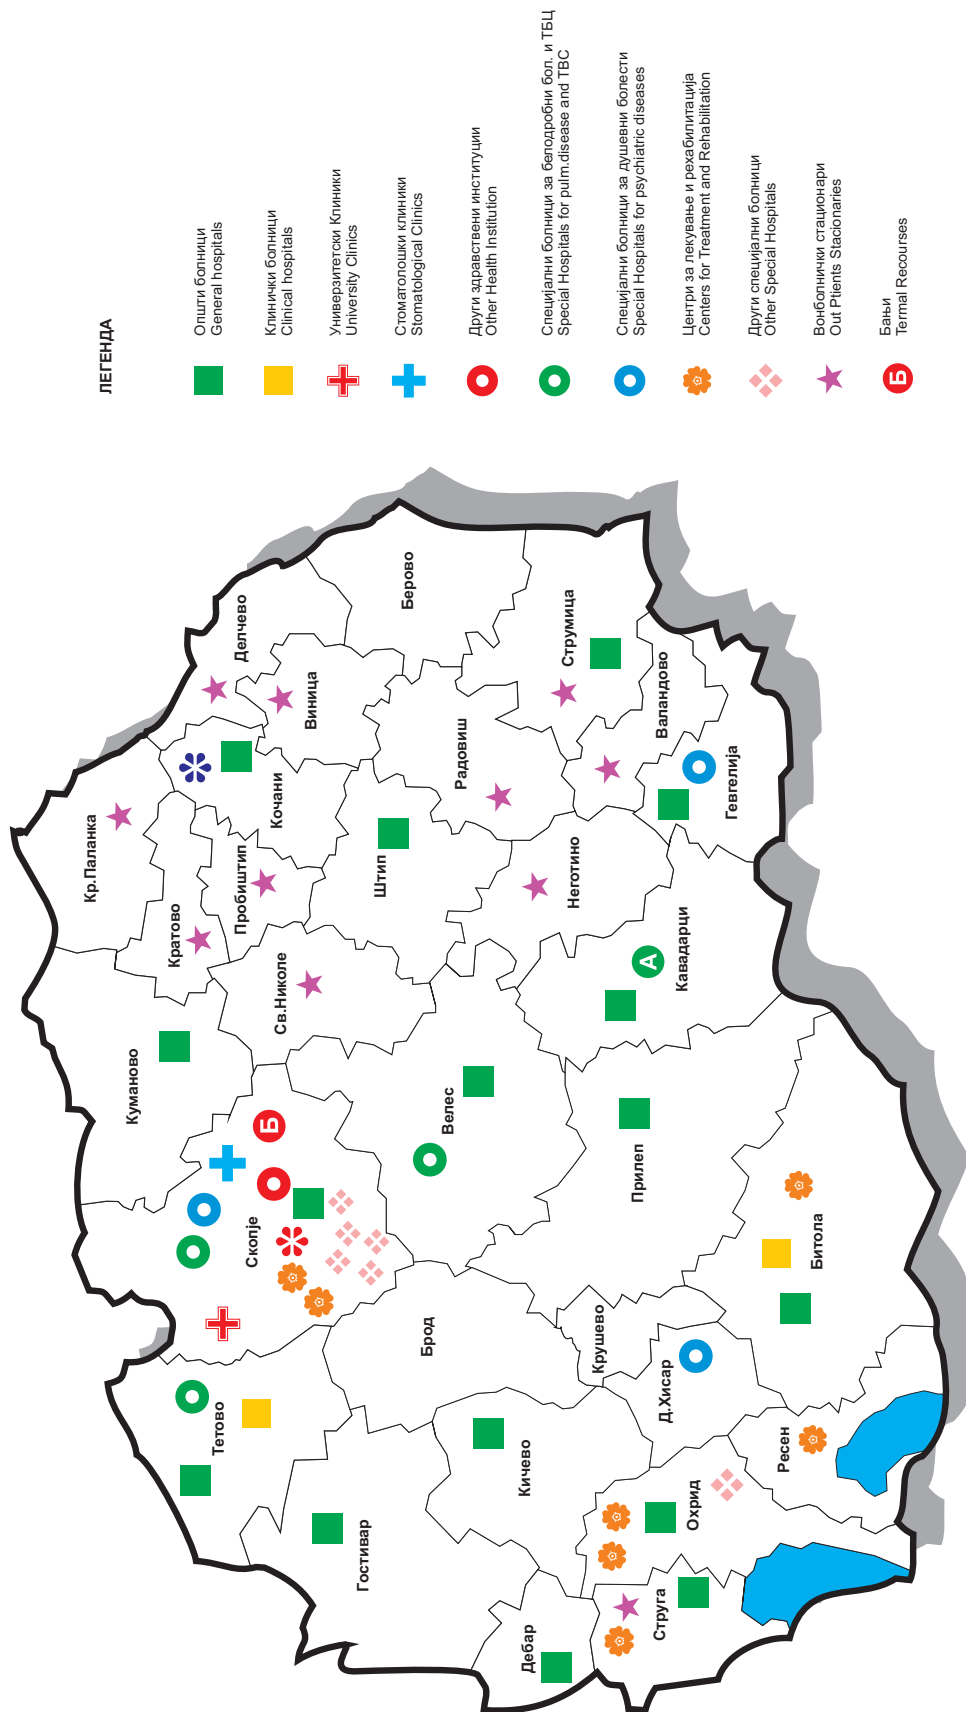 ЛЕГЕНДА
Општи болници
General hospitals
Клинички болници
Clinical hospitals
Универзитетски Клиники
University Clinics
Стоматолошки клиники
Stomatological Clinics
Други здравствени институции
Other Health Institution
Специјални болници за белодробни бол. и ТБЦ
Special Hospitals for pulm.disease and TBC
Специјални болници за душевни болести
Special Hospitals for psychiatric diseases
Центри за лекување и рехабилитација
Centers for Treatment and Rehabilitation
Други специјални болници
Other Special Hospitals
Вонболнички стационари
Out Ptients Stacionaries
Б
Бањи
Termal Recourses
Кр.Паланка
Куманово
Кратово
Делчево
Пробиштип
Кочани
Виница
Берово
Св.Николе
Скопје
Б
Тетово
Штип
Радовиш
Велес
Гостивар
Брод
Струмица
Неготино
Валандово
Кичево
Крушево
Прилеп
Кавадарци
А
Гевгелија
Дебар
Д.Хисар
Струга
Охрид
Битола
Ресен